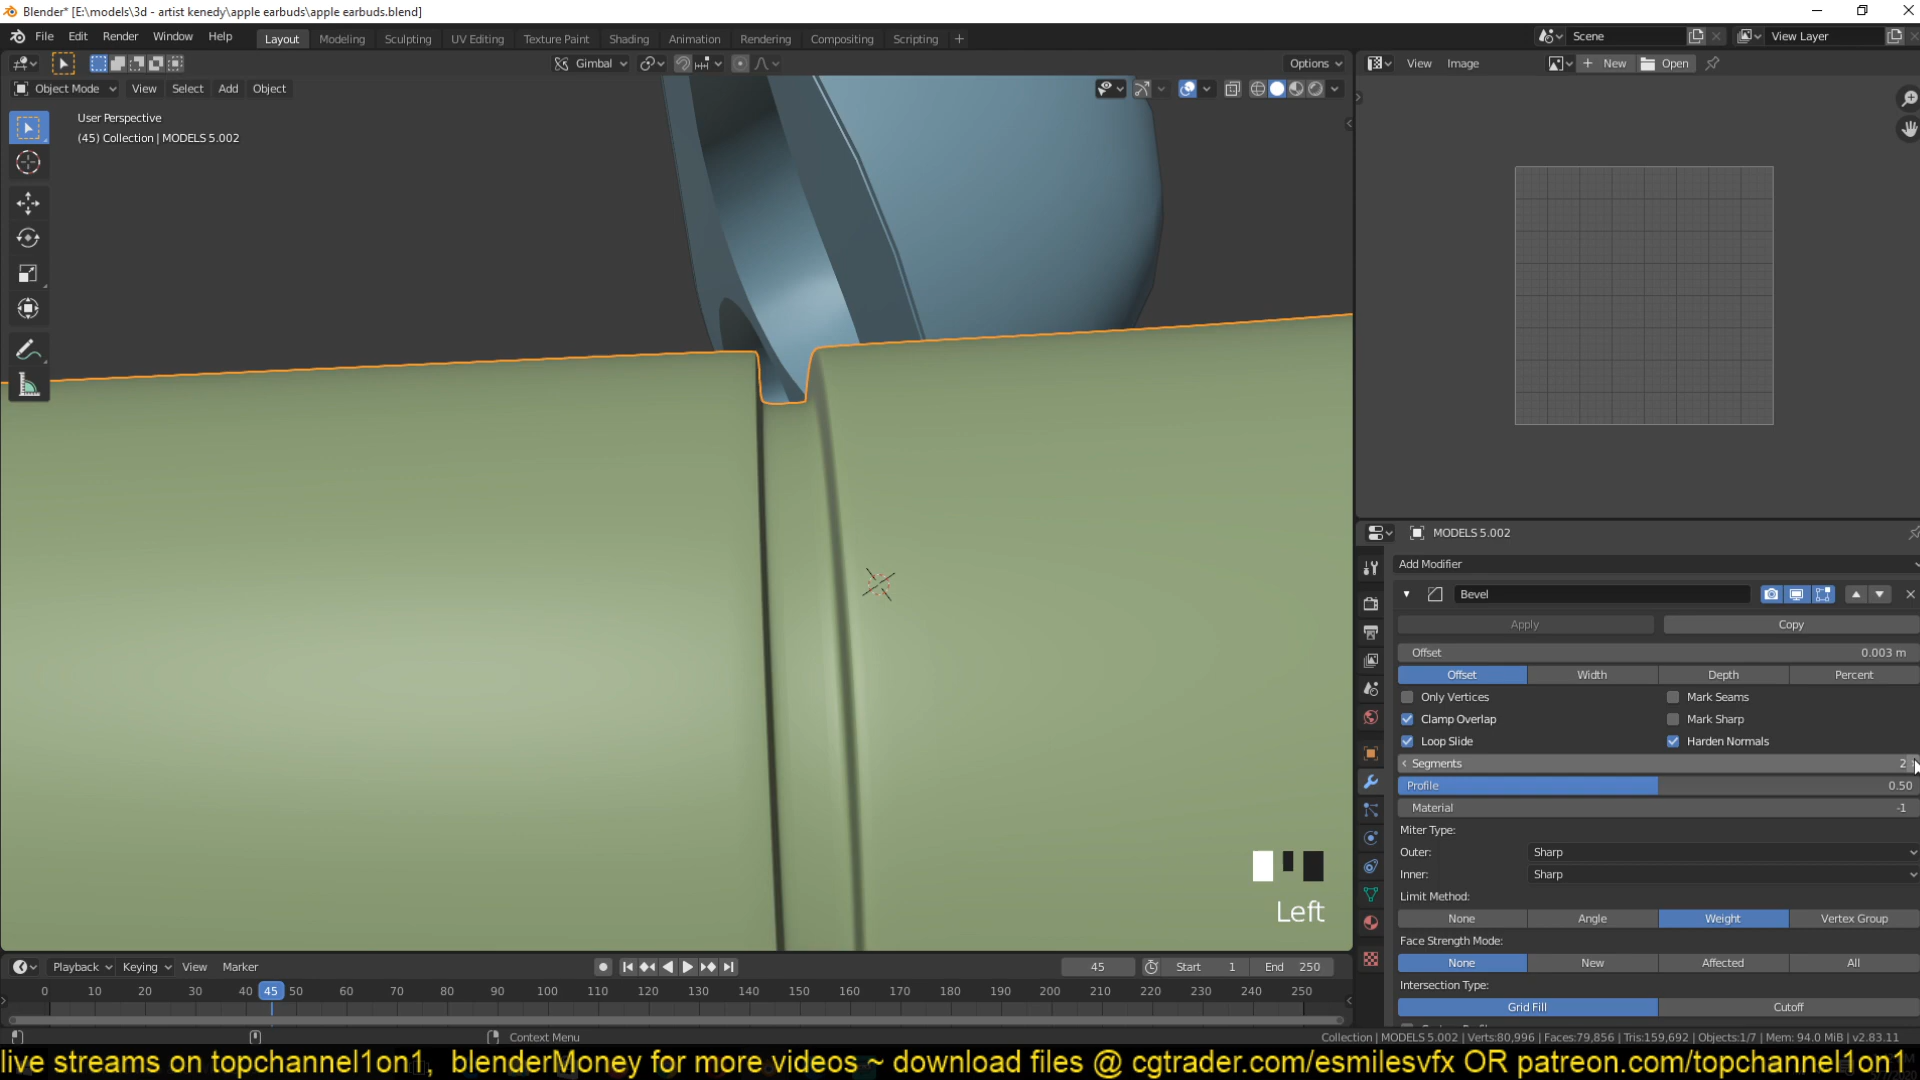 Blender* [E:\models\3d - artist kenedy\apple earbuds\apple earbuds.blend]
File Edit Render Window Help Layout Modeling Sculpting UV Editing Texture Paint Shading Animation Rendering Compositing Scripting Scene View Layer
Gimbal Options View Image New Open
Object Mode View Select Add Object
User Perspective
(45) Collection | MODELS 5.002
MODELS 5.002
Add Modifier
Bevel
Apply Copy
Offset 0.003 m
Offset Width Depth Percent
Only Vertices Mark Seams
Clamp Overlap Mark Sharp
Loop Slide Harden Normals
Segments 2
Profile 0.50
Material -1
Miter Type:
Outer: Sharp
Inner: Sharp
Limit Method:
None Angle Weight Vertex Group
Face Strength Mode:
None New Affected All
Intersection Type:
Grid Fill Cutoff
Left
Playback Keying View Marker 45 Start 1 End 250
0 10 20 30 40 45 50 60 70 80 90 100 110 120 130 140 150 160 170 180 190 200 210 220 230 240 250
Context Menu Collection | MODELS 5.002 | Verts:80,996 | Faces:79,856 | Tris:159,692 | Objects:1/7 | Mem: 94.0 MiB | v2.83.11
live streams on topchannel1on1, blenderMoney for more videos ~ download files @ cgtrader.com/esmilesvfx OR patreon.com/topchannel1on1